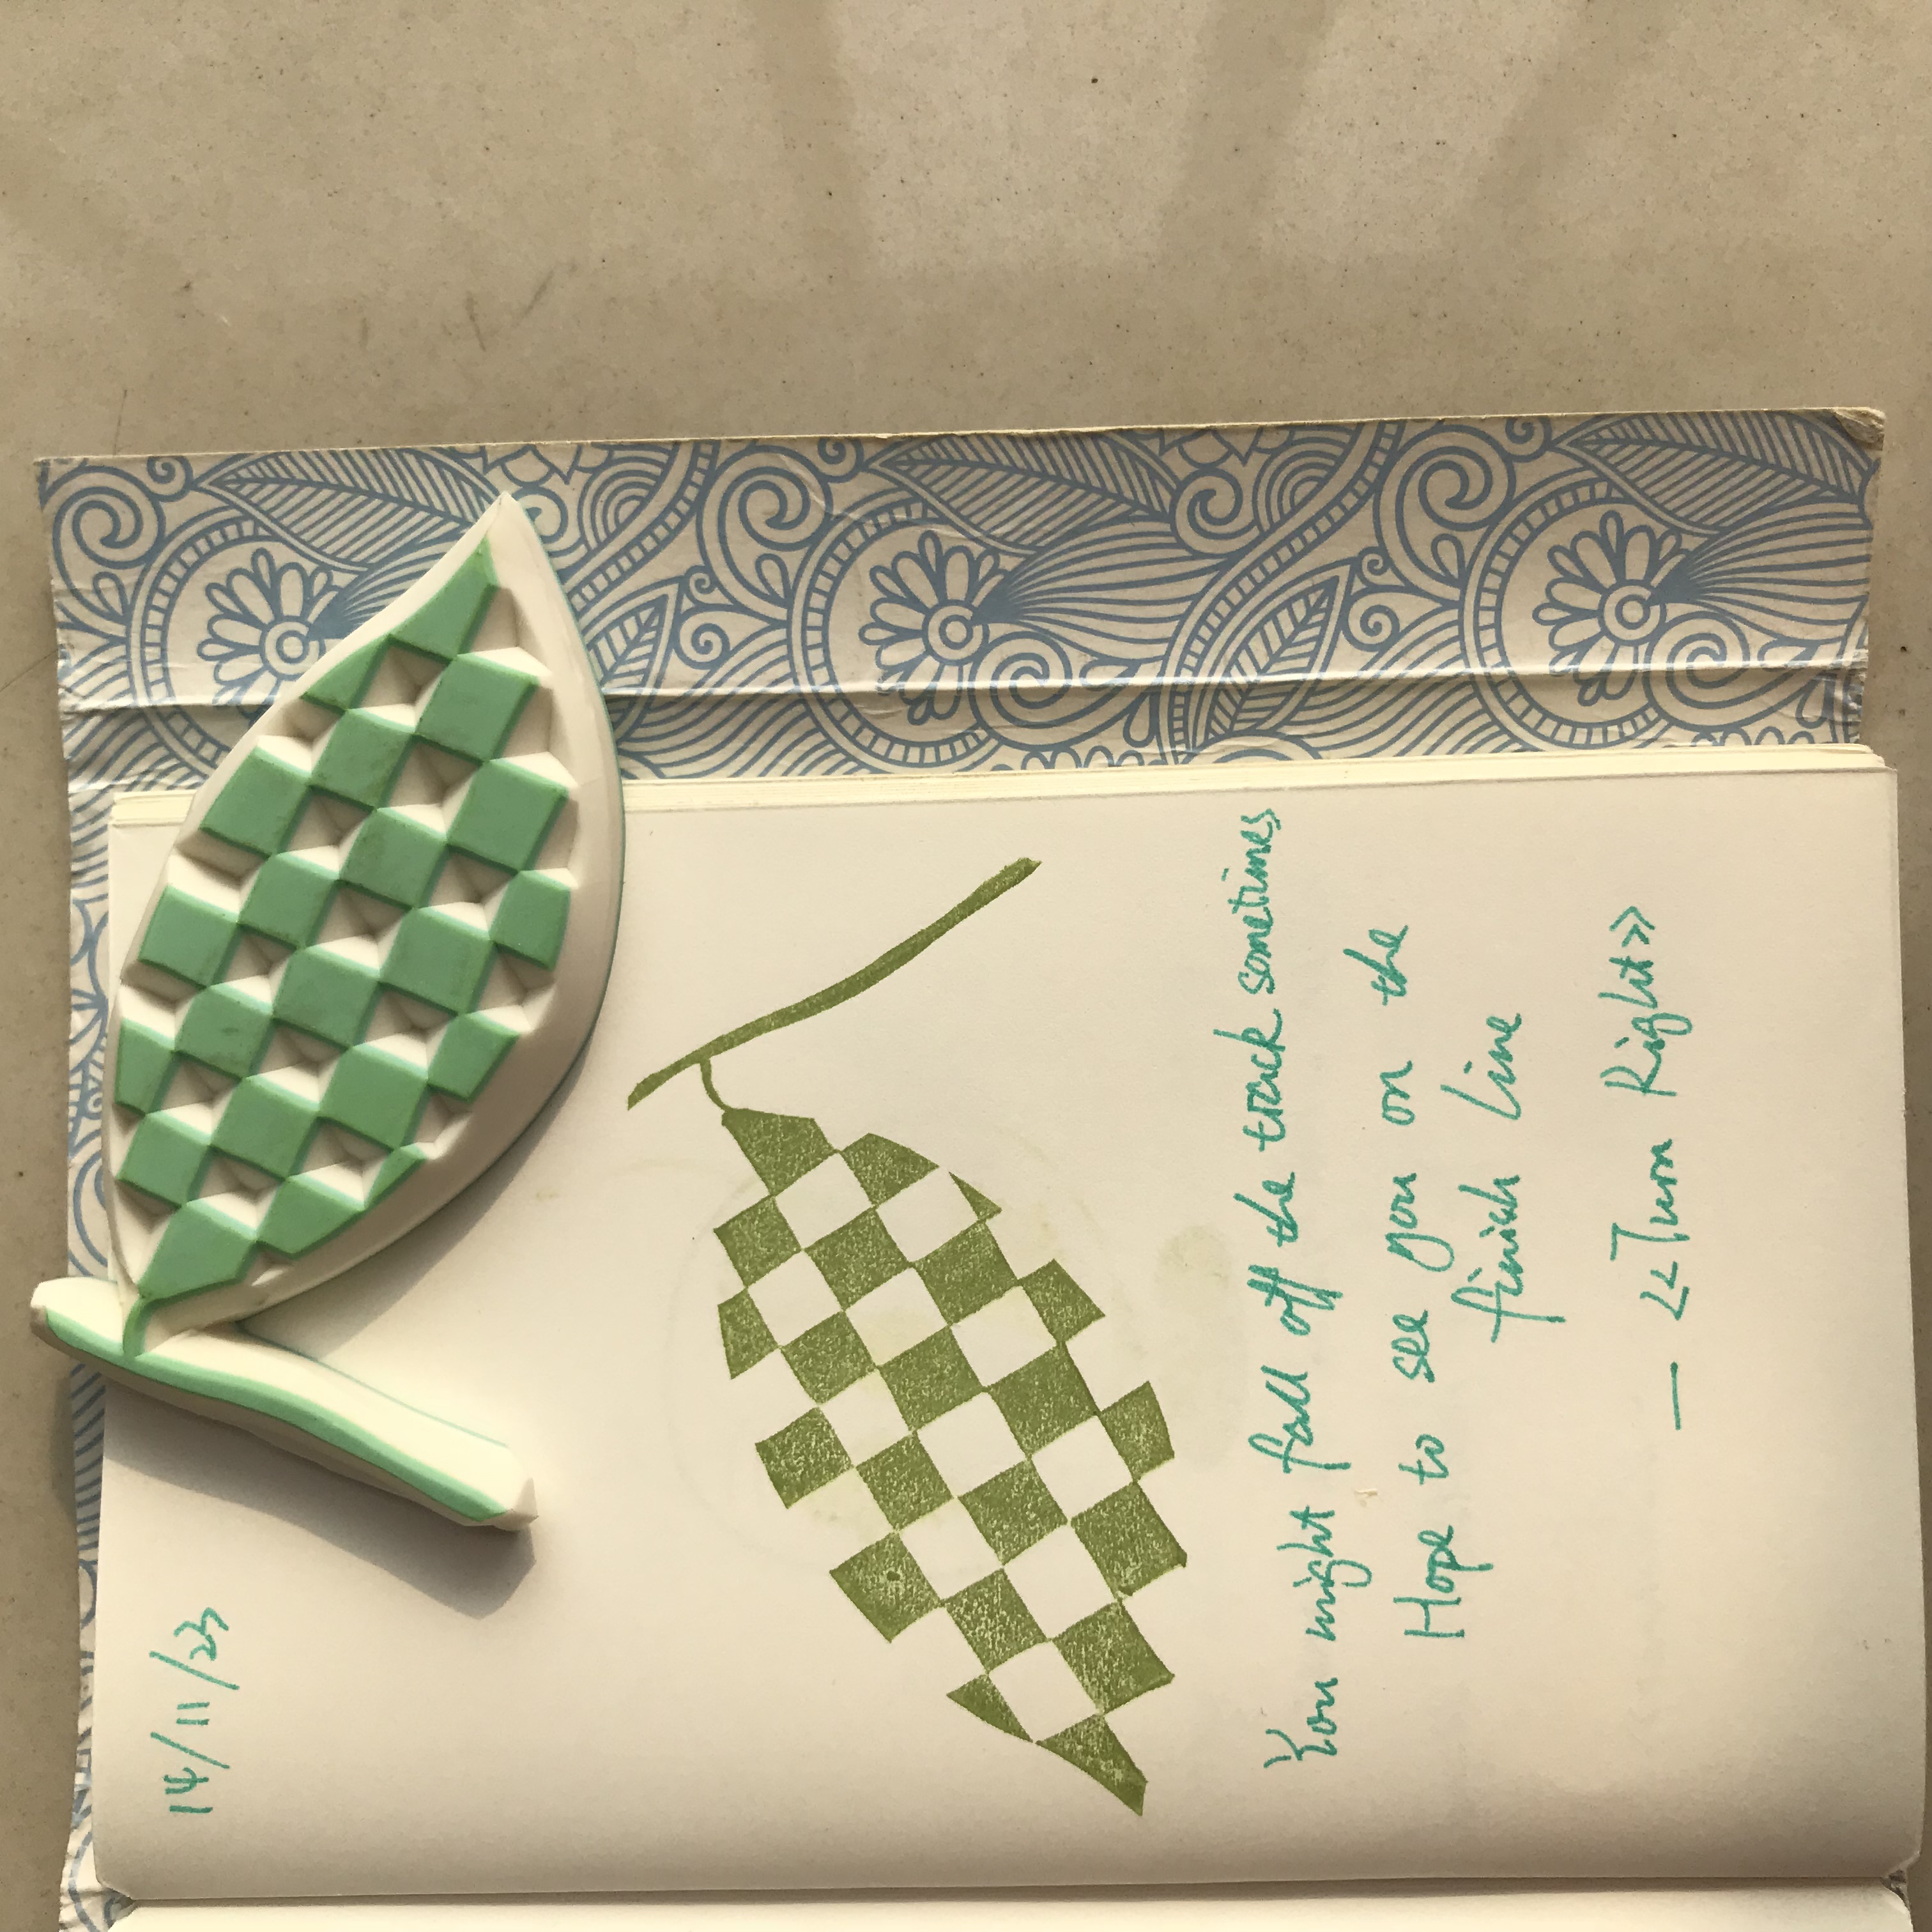 14/11/23
You might fall off the track sometimes
Hope to see you on the
finish line
— <<Turn Right>>